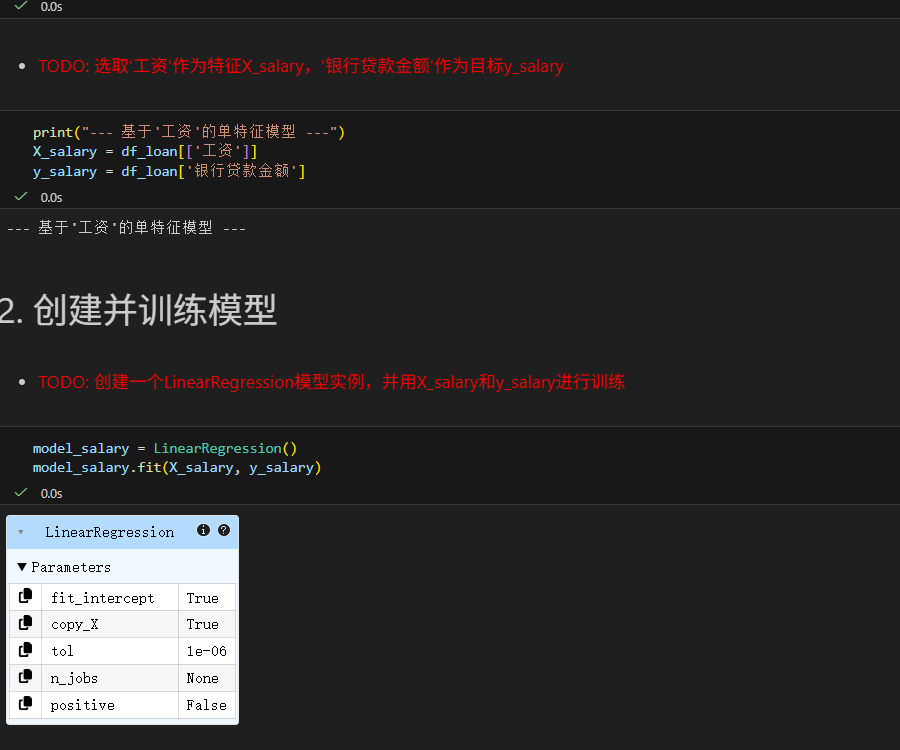 0.0s
TODO: 选取'工资'作为特征X_salary，'银行贷款金额'作为目标y_salary
print("--- 基于'工资'的单特征模型 ---")
X_salary = df_loan[['工资']]
y_salary = df_loan['银行贷款金额']
0.0s
--- 基于'工资'的单特征模型 ---
2. 创建并训练模型
TODO: 创建一个LinearRegression模型实例，并用X_salary和y_salary进行训练
model_salary = LinearRegression()
model_salary.fit(X_salary, y_salary)
0.0s
LinearRegression i ?
Parameters
fit_intercept True
copy_X True
tol 1e-06
n_jobs None
positive False